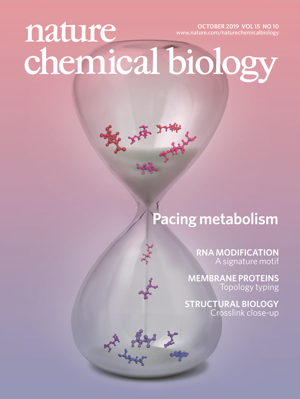 OCTOBER 2019 VOL 15 NO 10
www.nature.com/naturechemicalbiology
nature
chemical biology
Pacing metabolism
RNA MODIFICATION
A signature motif
MEMBRANE PROTEINS
Topology typing
STRUCTURAL BIOLOGY
Crosslink close-up